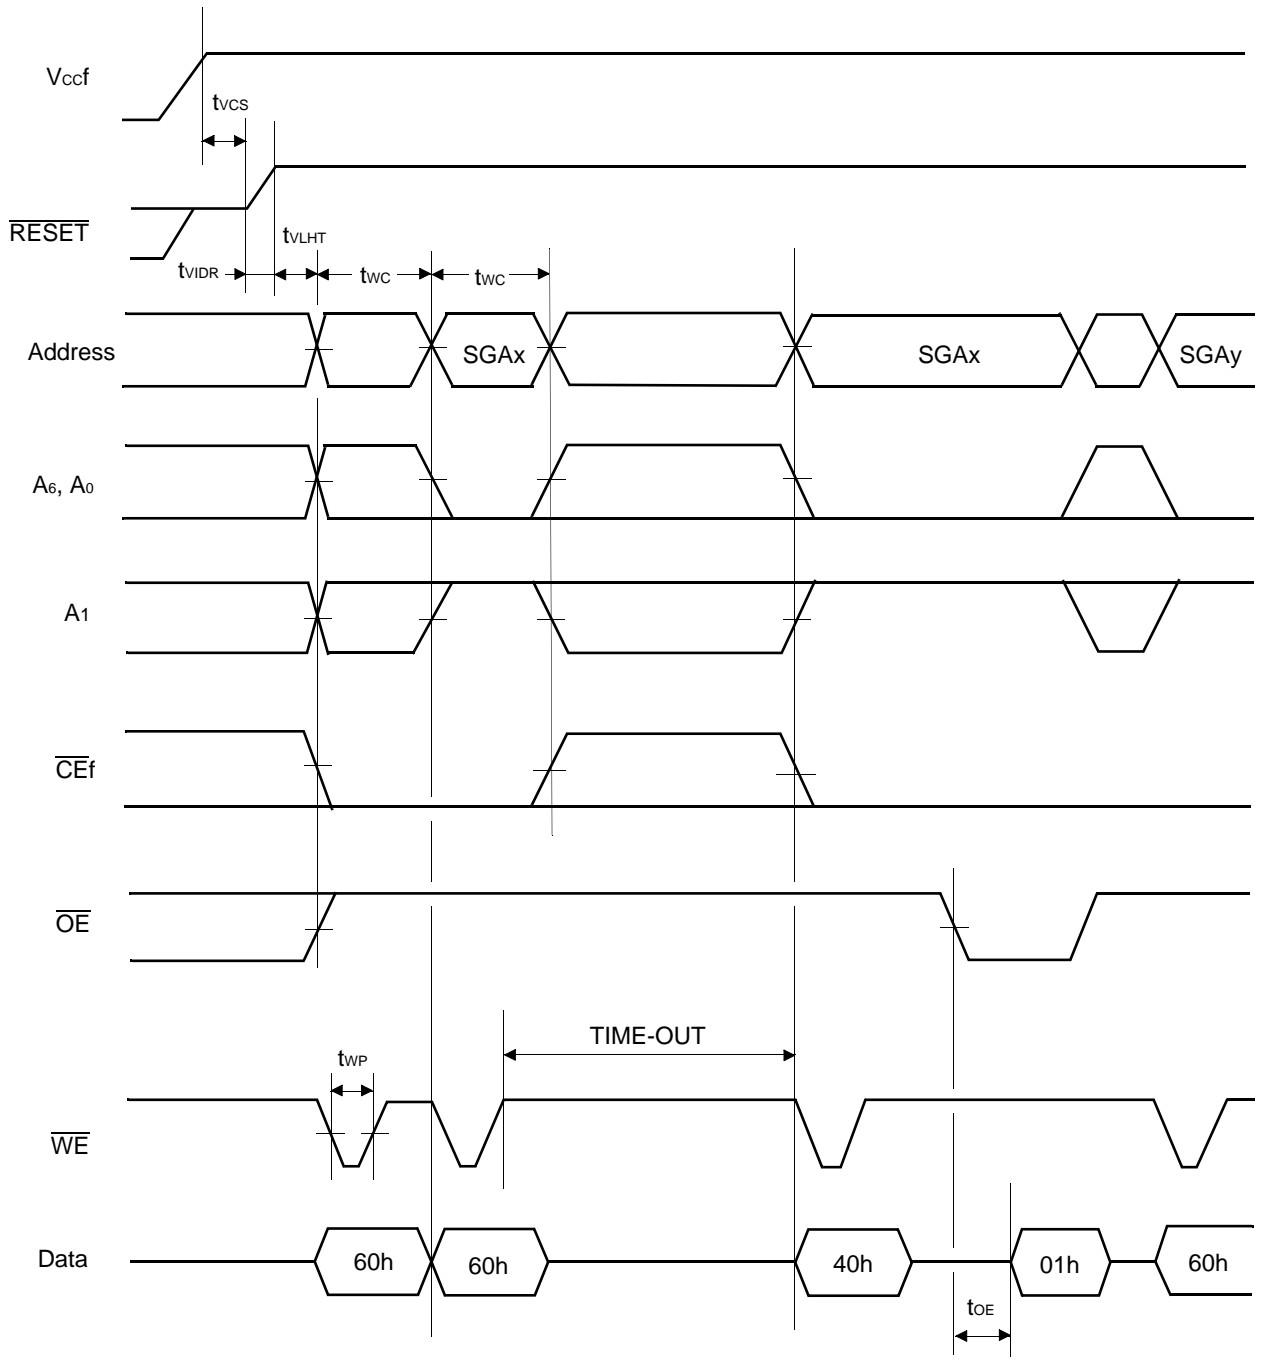 VCCf
tVCS
RESET
tVLHT
tVIDR
tWC
tWC
Address
SGAx
SGAx
SGAy
A6, A0
A1
CEf
OE
TIME-OUT
tWP
WE
Data
60h
60h
40h
01h
60h
tOE